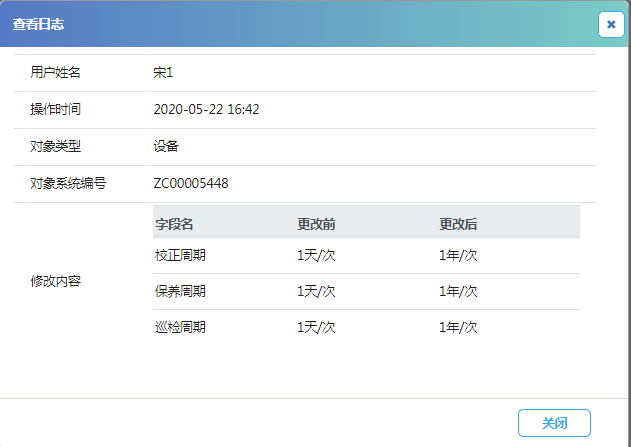 查看日志
用户姓名 宋1
操作时间 2020-05-22 16:42
对象类型 设备
对象系统编号 ZC00005448
字段名 更改前 更改后
校正周期 1天/次 1年/次
修改内容
保养周期 1天/次 1年/次
巡检周期 1天/次 1年/次
关闭